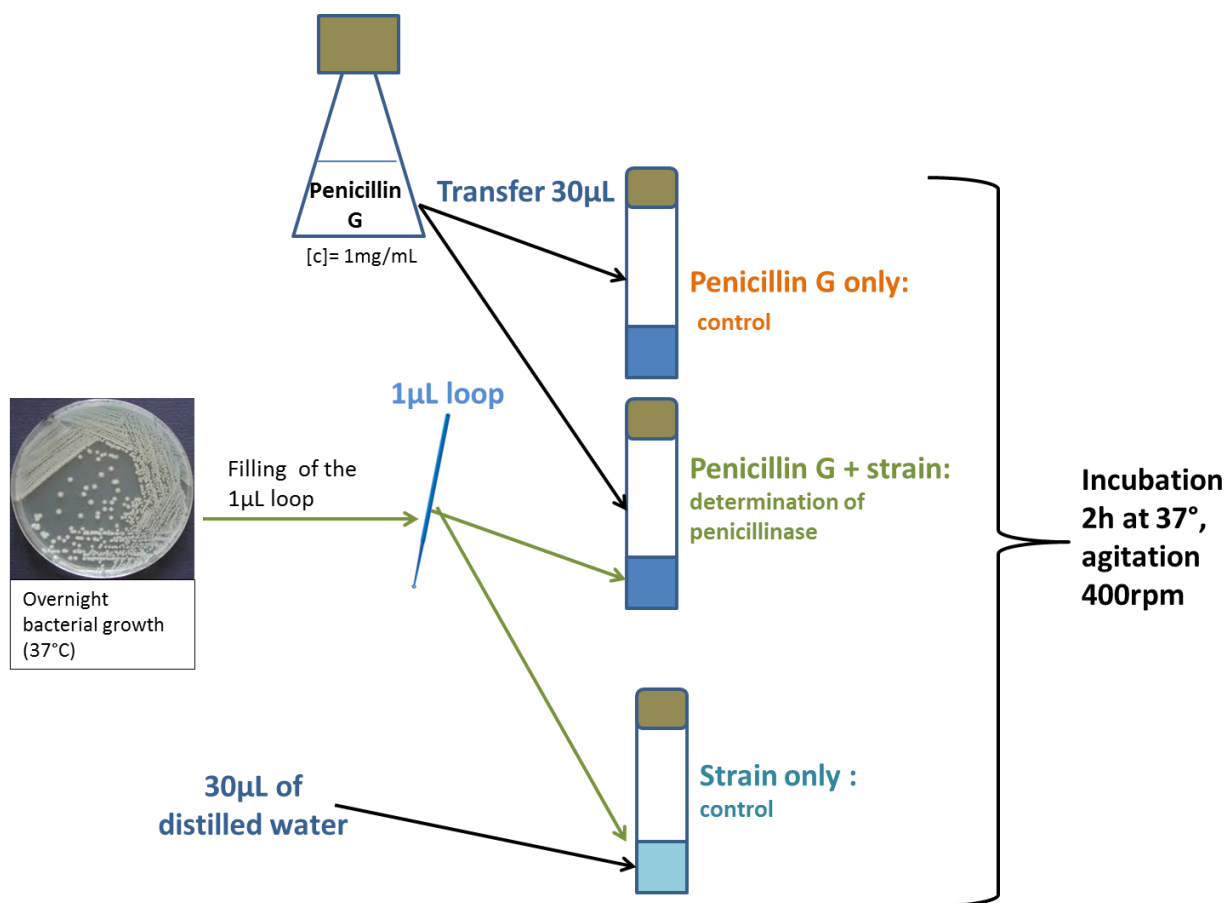 Penicillin
G
[c]= 1mg/mL
Transfer 30µL
Penicillin G only:
control
1µL loop
Filling of the
1µL loop
Penicillin G + strain:
determination of
penicillinase
Incubation
2h at 37°,
agitation
400rpm
Overnight
bacterial growth
(37°C)
Strain only :
control
30µL of
distilled water